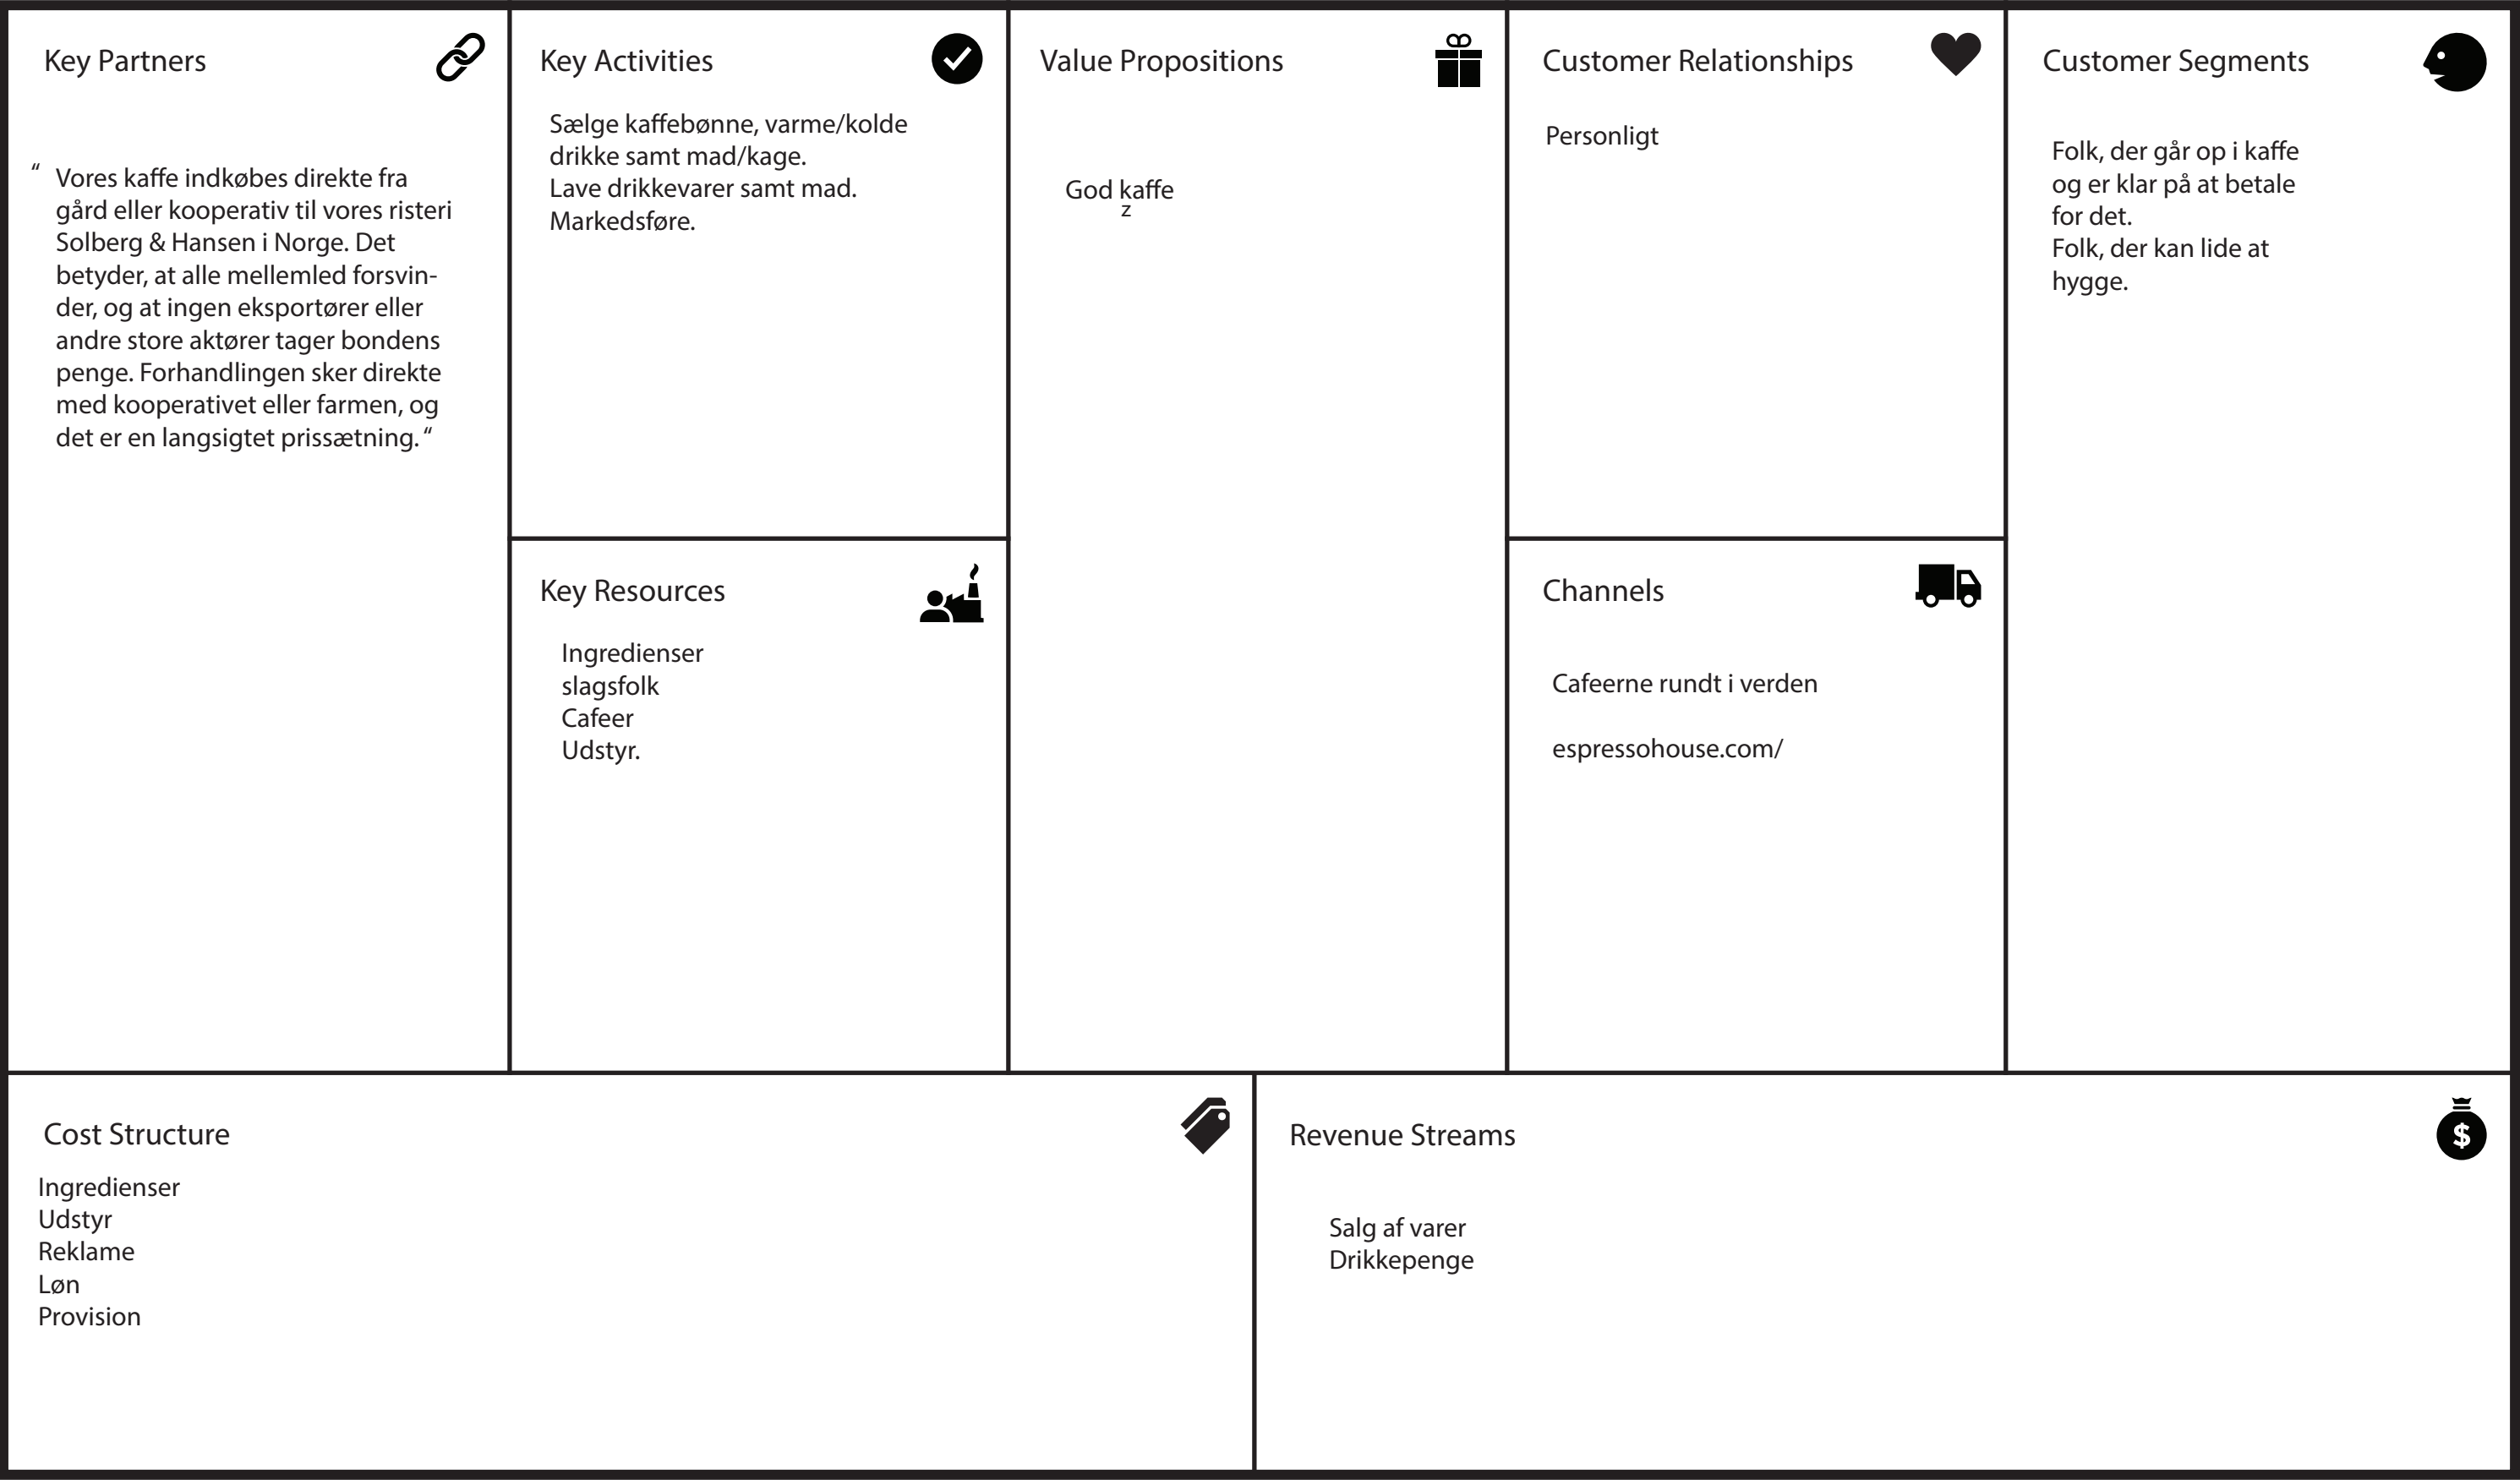 Key Partners
“ Vores kaffe indkøbes direkte fra
gård eller kooperativ til vores risteri
Solberg & Hansen i Norge. Det
betyder, at alle mellemled forsvin-
der, og at ingen eksportører eller
andre store aktører tager bondens
penge. Forhandlingen sker direkte
med kooperativet eller farmen, og
det er en langsigtet prissætning. “
Key Activities
Sælge kaffebønne, varme/kolde
drikke samt mad/kage.
Lave drikkevarer samt mad.
Markedsføre.
Key Resources
Ingredienser
slagsfolk
Cafeer
Udstyr.
Value Propositions
God kaffe
z
Customer Relationships
Personligt
Channels
Cafeerne rundt i verden
espressohouse.com/
Customer Segments
Folk, der går op i kaffe
og er klar på at betale
for det.
Folk, der kan lide at
hygge.
Cost Structure
Ingredienser
Udstyr
Reklame
Løn
Provision
Revenue Streams
$
Salg af varer
Drikkepenge